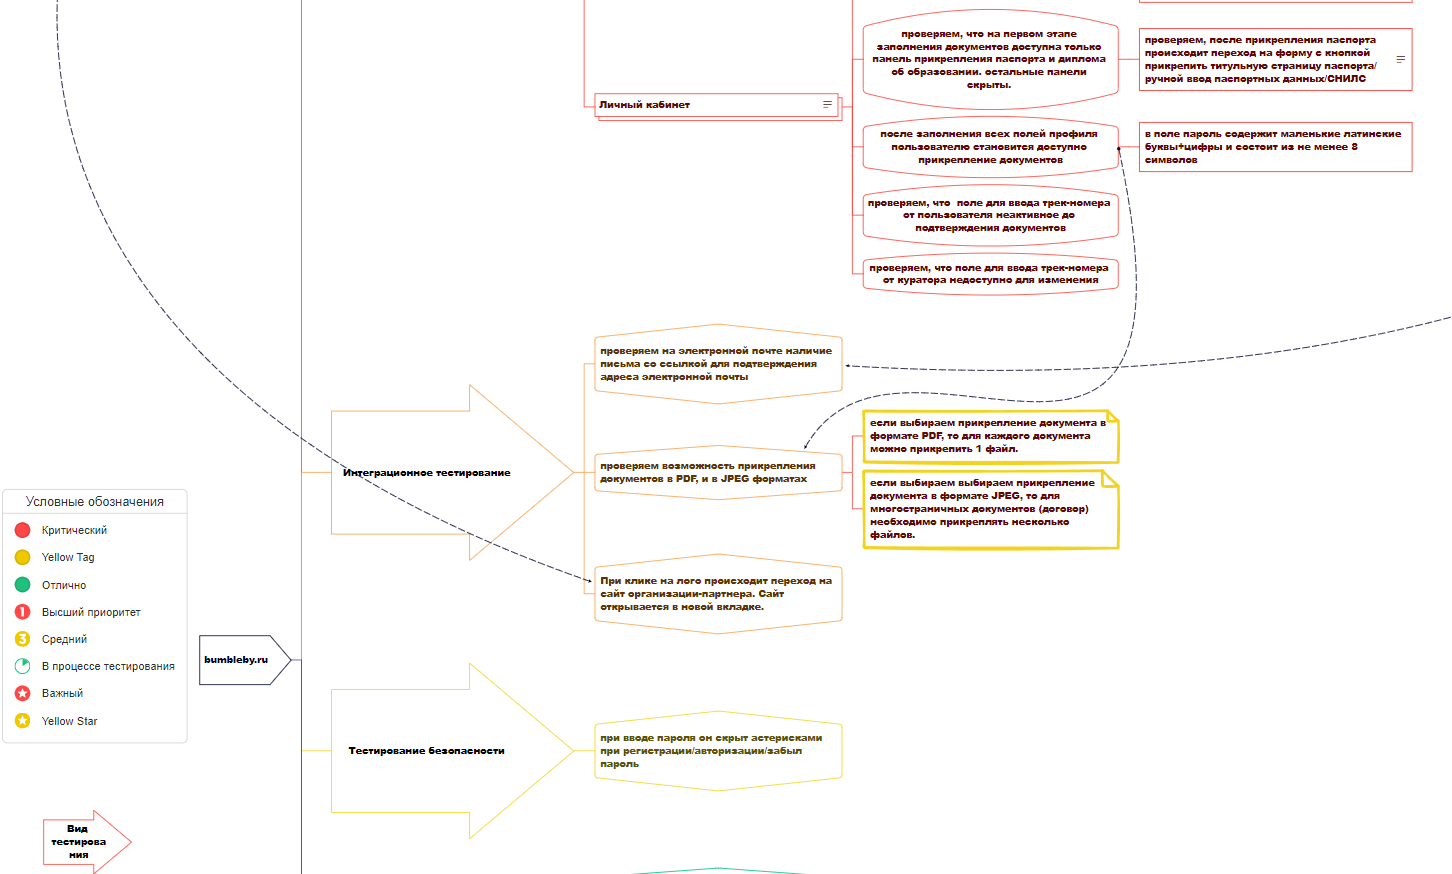 проверяем, что на первом этапе
заполнения документов доступна только
панель прикрепления паспорта и диплома
об образовании. остальные панели
скрыты.
проверяем, после прикрепления паспорта
происходит переход на форму с кнопкой
прикрепить титульную страницу паспорта/
ручной ввод паспортных данных/СНИЛС
Личный кабинет
после заполнения всех полей профиля
пользователю становится доступно
прикрепление документов
в поле пароль содержит маленькие латинские
буквы+цифры и состоит из не менее 8
символов
проверяем, что поле для ввода трек-номера
от пользователя неактивное до
подтверждения документов
проверяем, что поле для ввода трек-номера
от куратора недоступно для изменения
проверяем на электронной почте наличие
письма со ссылкой для подтверждения
адреса электронной почты
Интеграционное тестирование
проверяем возможность прикрепления
документов в PDF, и в JPEG форматах
если выбираем прикрепление документа в
формате PDF, то для каждого документа
можно прикрепить 1 файл.
если выбираем выбираем прикрепление
документа в формате JPEG, то для
многостраничных документов (договор)
необходимо прикреплять несколько
файлов.
При клике на лого происходит переход на
сайт организации-партнера. Сайт
открывается в новой вкладке.
Условные обозначения
Критический
Yellow Tag
Отлично
1 Высший приоритет
3 Средний
В процессе тестирования
Важный
Yellow Star
bumbleby.ru
Тестирование безопасности
при вводе пароля он скрыт астерисками
при регистрации/авторизации/забыл
пароль
Вид
тестирова
ния